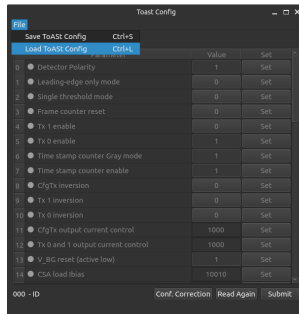 Toast Config
File
Save ToASt Config Ctrl+S
Load ToASt Config Ctrl+L
Parameter Value Set
0 Detector Polarity 1 Set
1 Leading-edge only mode 0 Set
2 Single threshold mode 0 Set
3 Frame counter reset 0 Set
4 Tx 1 enable 0 Set
5 Tx 0 enable 1 Set
6 Time stamp counter Gray mode 1 Set
7 Time stamp counter enable 1 Set
8 CfgTx inversion 0 Set
9 Tx 1 inversion 0 Set
10 Tx 0 inversion 0 Set
11 CfgTx output current control 1000 Set
12 Tx 0 and 1 output current control 1000 Set
13 V_BG reset (active low) 1 Set
14 CSA load Ibias 10010 Set
000 - ID Conf. Correction Read Again Submit